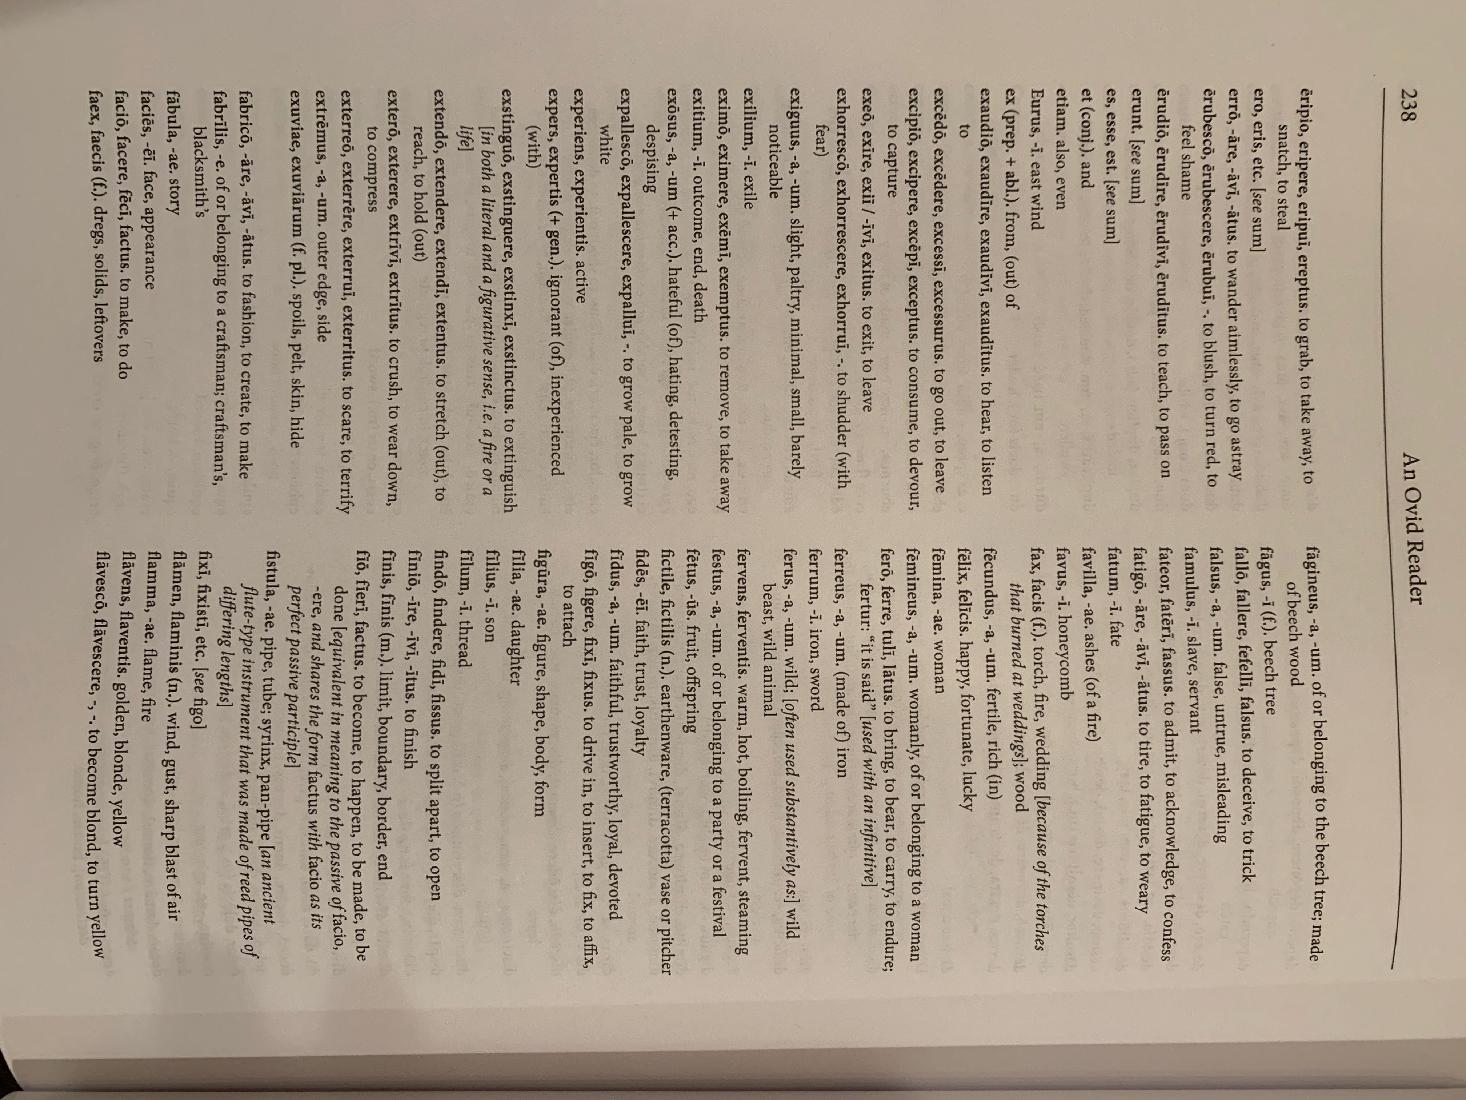 238
An Ovid Reader
ēripio, eripere, eripuī, ereptus. to grab, to take away, to
snatch, to steal
ero, eris, etc. [see sum]
errō, -āre, -āvī, -ātus. to wander aimlessly, to go astray
ērubescō, ērubescere, ērubuī, -. to blush, to turn red, to
feel shame
ērudiō, ērudīre, ērudīvī, ērudītus. to teach, to pass on
erunt. [see sum]
es, esse, est. [see sum]
et (conj.). and
etiam. also, even
Eurus, -ī. east wind
ex (prep. + abl.). from, (out) of
exaudiō, exaudīre, exaudīvī, exaudītus. to hear, to listen
to
excēdō, excēdere, excessī, excessurus. to go out, to leave
excipiō, excipere, excēpī, exceptus. to consume, to devour,
to capture
exeō, exīre, exiī / -īvī, exitus. to exit, to leave
exhorrescō, exhorrescere, exhorruī, -. to shudder (with
fear)
exiguus, -a, -um. slight, paltry, minimal, small, barely
noticeable
exilium, -ī. exile
eximō, eximere, exēmī, exemptus. to remove, to take away
exitium, -ī. outcome, end, death
exōsus, -a, -um (+ acc.). hateful (of), hating, detesting,
despising
expallescō, expallescere, expalluī, -. to grow pale, to grow
white
experiens, experientis. active
expers, expertis (+ gen.). ignorant (of), inexperienced
(with)
exstinguō, exstinguere, exstinxī, exstinctus. to extinguish
[in both a literal and a figurative sense, i.e. a fire or a
life]
extendō, extendere, extendī, extentus. to stretch (out), to
reach, to hold (out)
exterō, exterere, extrīvī, extrītus. to crush, to wear down,
to compress
exterreō, exterrēre, exterruī, exterritus. to scare, to terrify
extrēmus, -a, -um. outer edge, side
exuviae, exuviārum (f. pl.). spoils, pelt, skin, hide
fabricō, -āre, -āvī, -ātus. to fashion, to create, to make
fabrīlis, -e. of or belonging to a craftsman; craftsman's,
blacksmith's
fābula, -ae. story
faciēs, -ēī. face, appearance
faciō, facere, fēcī, factus. to make, to do
faex, faecis (f.). dregs, solids, leftovers
fāgineus, -a, -um. of or belonging to the beech tree; made
of beech wood
fāgus, -ī (f.). beech tree
fallō, fallere, fefellī, falsus. to deceive, to trick
falsus, -a, -um. false, untrue, misleading
famulus, -ī. slave, servant
fateor, fatērī, fassus. to admit, to acknowledge, to confess
fatigō, -āre, -āvī, -ātus. to tire, to fatigue, to weary
fatum, -ī. fate
favilla, -ae. ashes (of a fire)
favus, -ī. honeycomb
fax, facis (f.). torch, fire, wedding [because of the torches
that burned at weddings]; wood
fēcundus, -a, -um. fertile, rich (in)
fēlix, felīcis. happy, fortunate, lucky
fēmina, -ae. woman
fēmineus, -a, -um. womanly, of or belonging to a woman
ferō, ferre, tulī, lātus. to bring, to bear, to carry, to endure;
fertur: "it is said" [used with an infinitive]
ferreus, -a, -um. (made of) iron
ferrum, -ī. iron, sword
ferus, -a, -um. wild; [often used substantively as:] wild
beast, wild animal
fervens, ferventis. warm, hot, boiling, fervent, steaming
festus, -a, -um. of or belonging to a party or a festival
fētus, -ūs. fruit, offspring
fictile, fictilis (n.). earthenware, (terracotta) vase or pitcher
fidēs, -ēī. faith, trust, loyalty
fīdus, -a, -um. faithful, trustworthy, loyal, devoted
fīgō, fīgere, fīxī, fixus. to drive in, to insert, to fix, to affix,
to attach
figūra, -ae. figure, shape, body, form
fīlia, -ae. daughter
fīlius, -ī. son
fīlum, -ī. thread
findō, findere, fīdī, fissus. to split apart, to open
fīniō, -īre, -īvī, -ītus. to finish
fīnis, fīnis (m.). limit, boundary, border, end
fīō, fīerī, factus. to become, to happen, to be made, to be
done [equivalent in meaning to the passive of facio,
-ere, and shares the form factus with facio as its
perfect passive participle]
fistula, -ae. pipe, tube; syrinx, pan-pipe [an ancient
flute-type instrument that was made of reed pipes of
differing lengths]
fixī, fixistī, etc. [see figo]
flāmen, flaminis (n.). wind, gust, sharp blast of air
flamma, -ae. flame, fire
flāvens, flaventis. golden, blonde, yellow
flāvescō, flāvescere, -, -. to become blond, to turn yellow